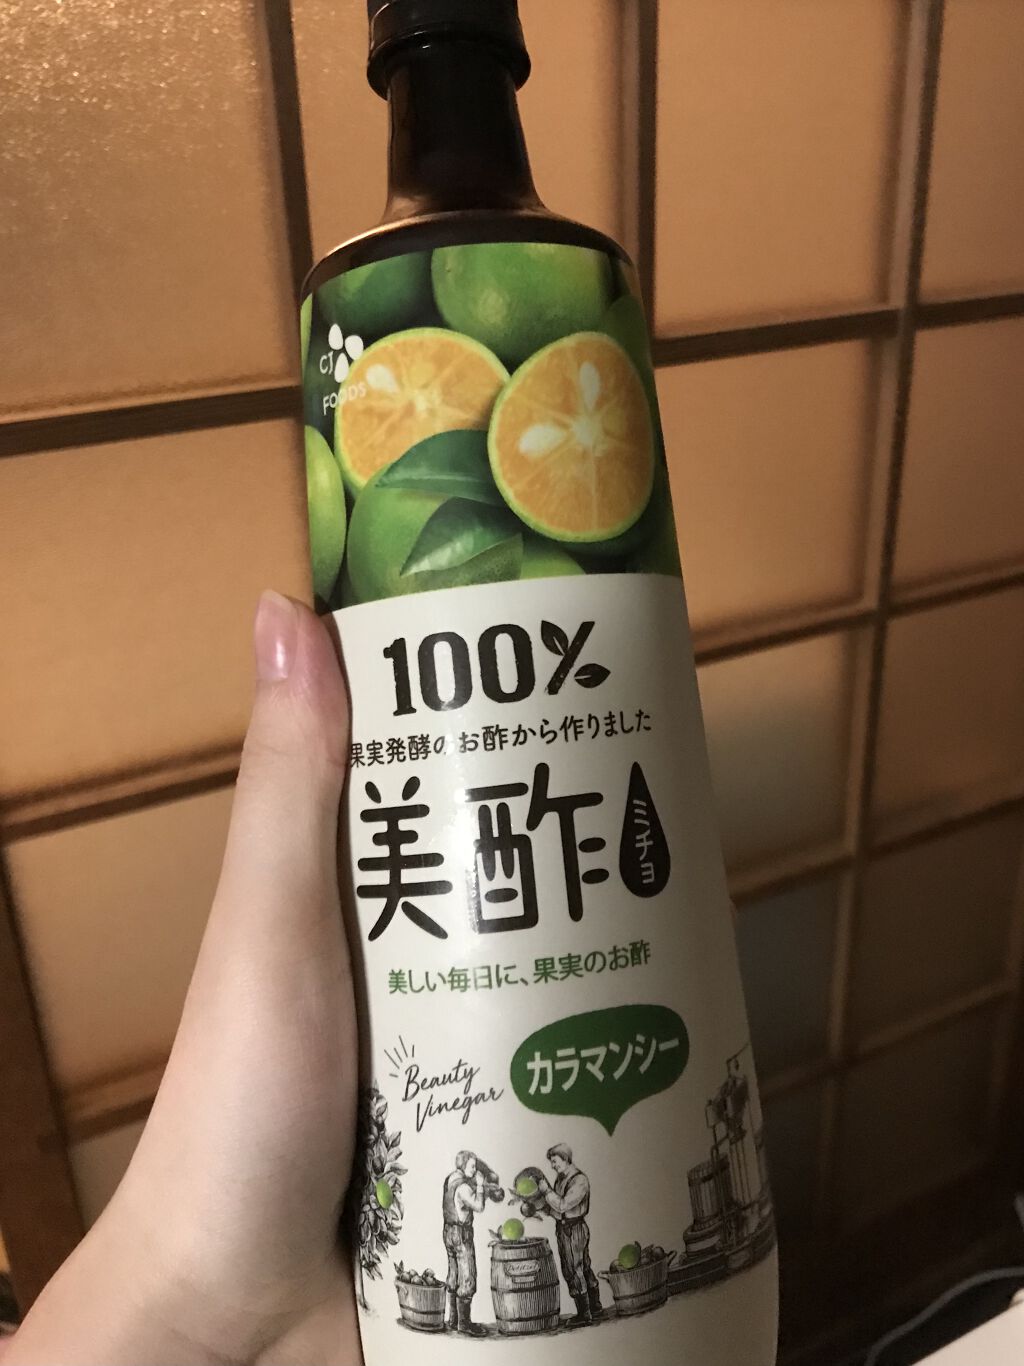 CJ
FOODS
100%
果実発酵のお酢から作りました
美酢
ミチョ
美しい毎日に、果実のお酢
Beauty
Vinegar
カラマンシー